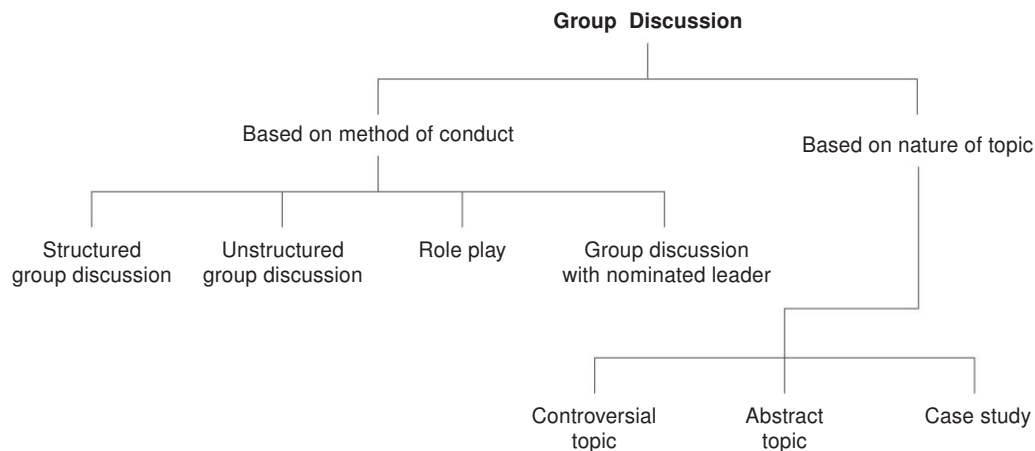 Group Discussion
Based on method of conduct
Based on nature of topic
Structured
group discussion
Unstructured
group discussion
Role play
Group discussion
with nominated leader
Controversial
topic
Abstract
topic
Case study